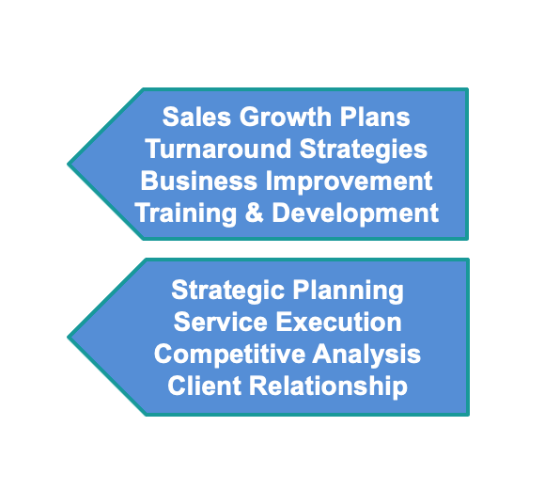 Sales Growth Plans
Turnaround Strategies
Business Improvement
Training & Development
Strategic Planning
Service Execution
Competitive Analysis
Client Relationship